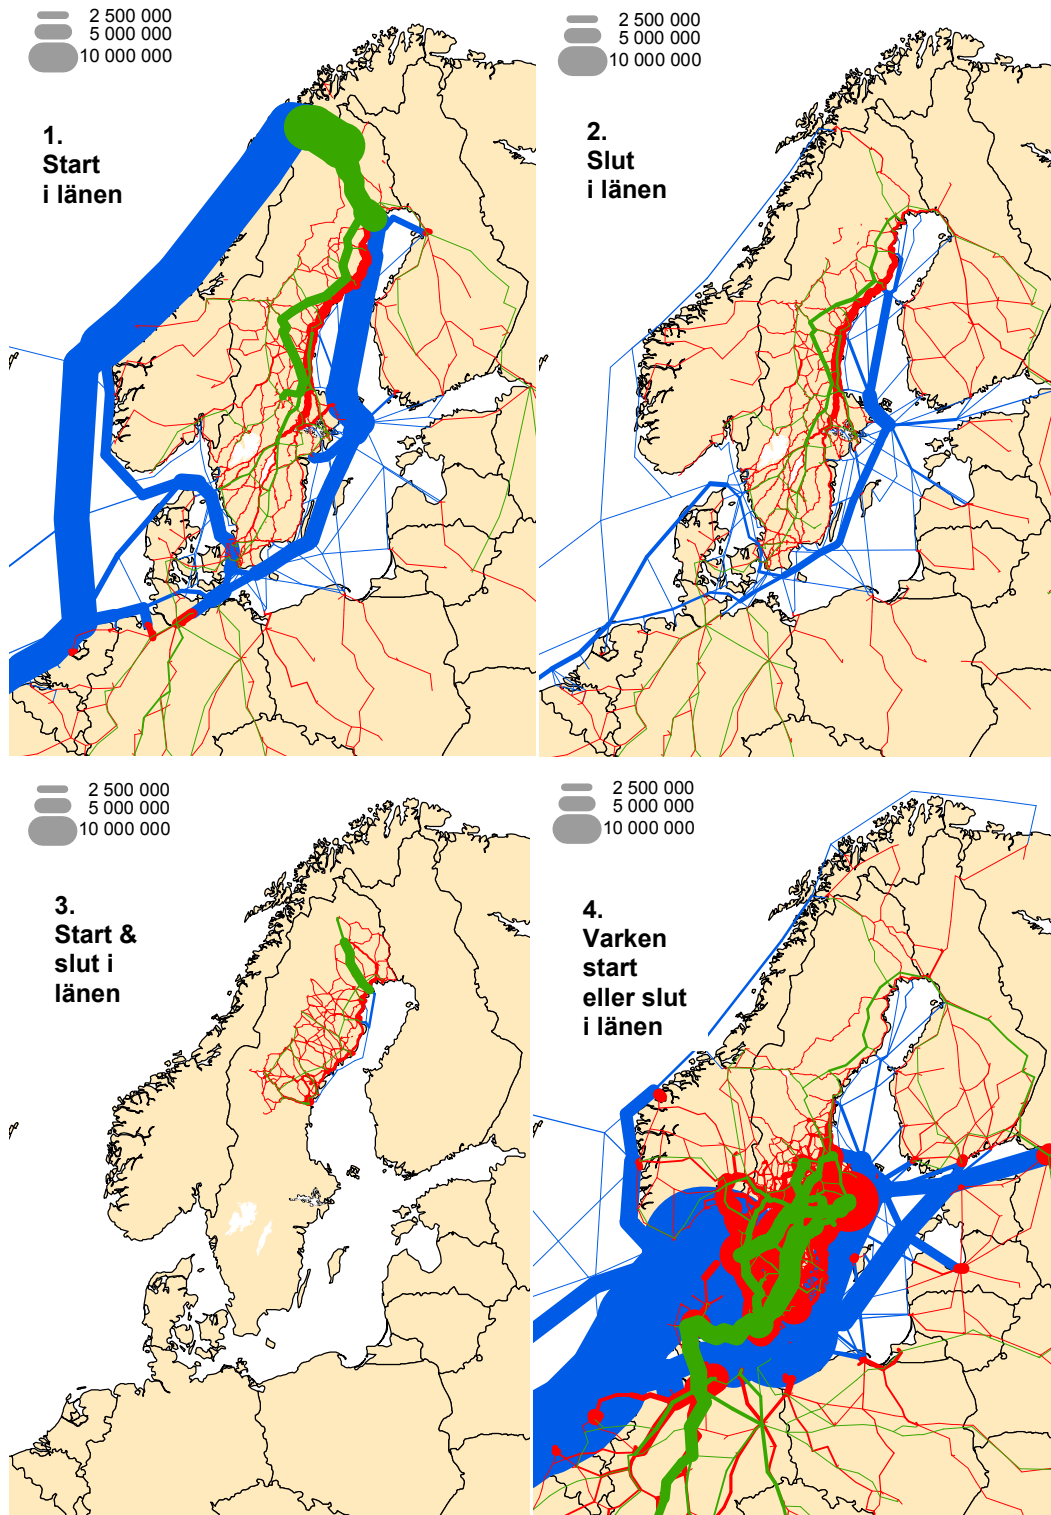 2 500 000
5 000 000
10 000 000
1.
Start
i länen
2 500 000
5 000 000
10 000 000
2.
Slut
i länen
2 500 000
5 000 000
10 000 000
3.
Start &
slut i
länen
2 500 000
5 000 000
10 000 000
4.
Varken
start
eller slut
i länen